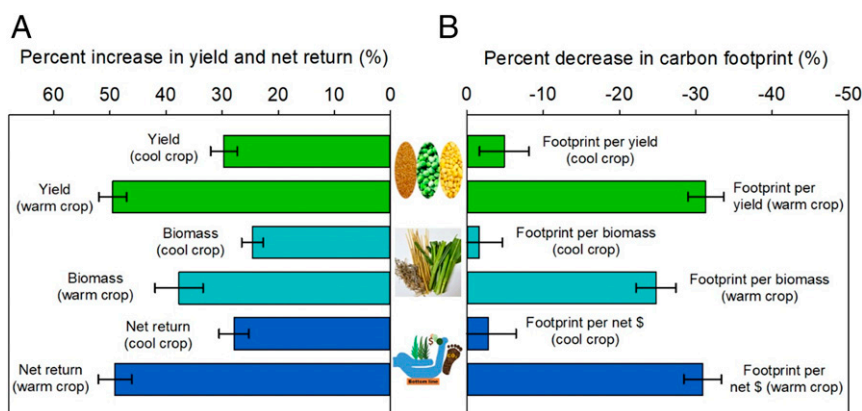 A
B
Percent increase in yield and net return (%)
Percent decrease in carbon footprint (%)
60 50 40 30 20 10 0
0 -10 -20 -30 -40 -50
Yield
(cool crop)
Yield
(warm crop)
Biomass
(cool crop)
Biomass
(warm crop)
Net return
(cool crop)
Net return
(warm crop)
$
Bottom line
Footprint per yield
(cool crop)
Footprint per
yield (warm crop)
Footprint per biomass
(cool crop)
Footprint per biomass
(warm crop)
Footprint per net $
(cool crop)
Footprint per
net $ (warm crop)